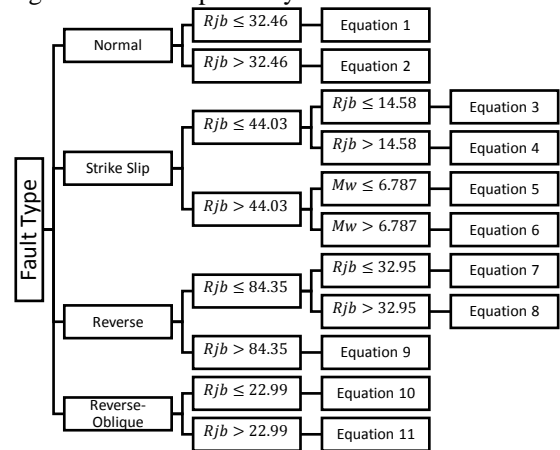 Fault Type
Normal
Rjb ≤ 32.46
Equation 1
Rjb > 32.46
Equation 2
Strike Slip
Rjb ≤ 44.03
Rjb ≤ 14.58
Equation 3
Rjb > 14.58
Equation 4
Rjb > 44.03
Mw ≤ 6.787
Equation 5
Mw > 6.787
Equation 6
Reverse
Rjb ≤ 84.35
Rjb ≤ 32.95
Equation 7
Rjb > 32.95
Equation 8
Rjb > 84.35
Equation 9
Reverse-
Oblique
Rjb ≤ 22.99
Equation 10
Rjb > 22.99
Equation 11